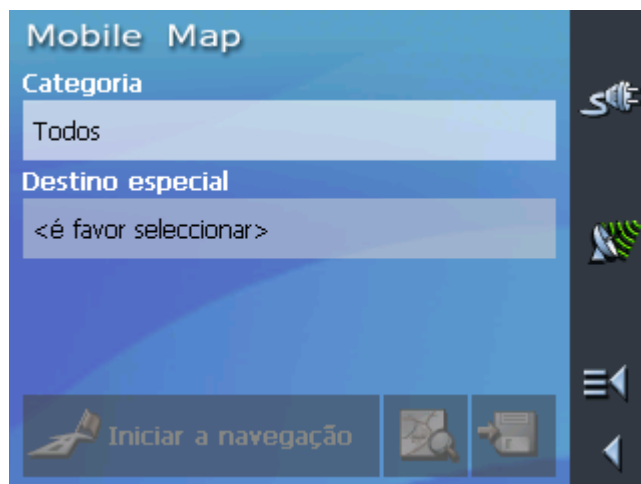 Mobile Map
Categoria
Todos
Destino especial
<é favor seleccionar>
Iniciar a navegação